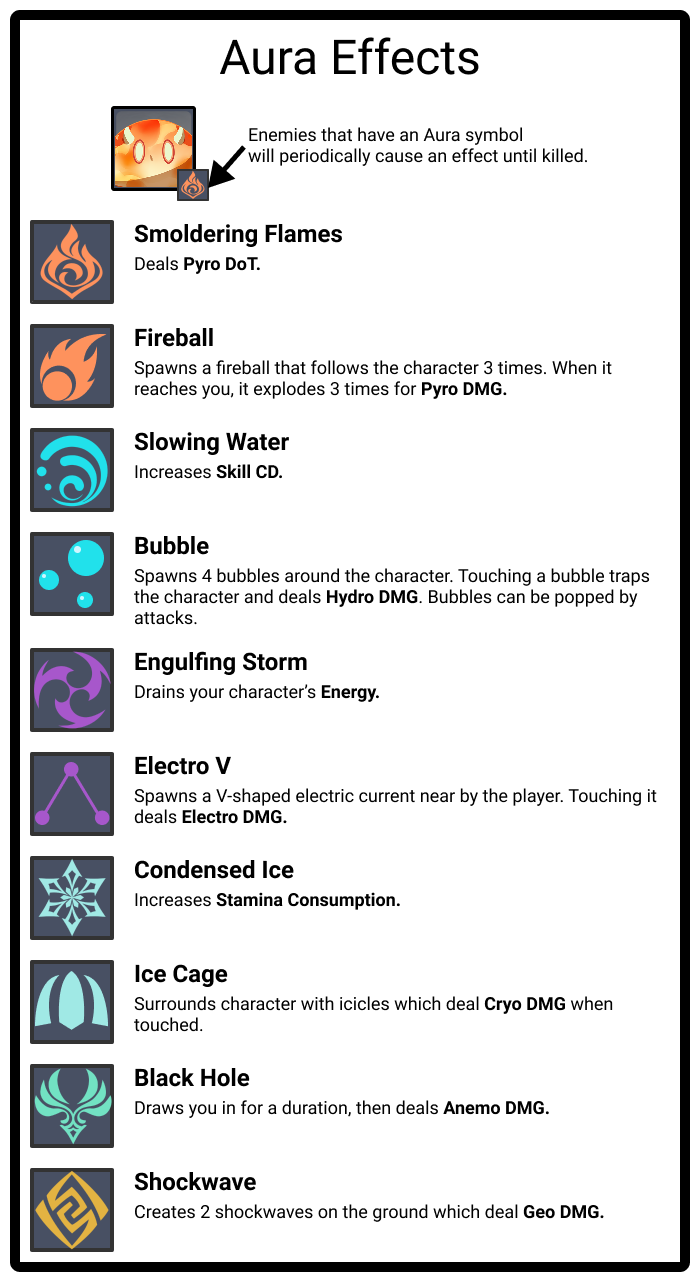 Aura Effects
Enemies that have an Aura symbol
will periodically cause an effect until killed.
Smoldering Flames
Deals Pyro DoT.
Fireball
Spawns a fireball that follows the character 3 times. When it
reaches you, it explodes 3 times for Pyro DMG.
Slowing Water
Increases Skill CD.
Bubble
Spawns 4 bubbles around the character. Touching a bubble traps
the character and deals Hydro DMG. Bubbles can be popped by
attacks.
Engulfing Storm
Drains your character’s Energy.
Electro V
Spawns a V-shaped electric current near by the player. Touching it
deals Electro DMG.
Condensed Ice
Increases Stamina Consumption.
Ice Cage
Surrounds character with icicles which deal Cryo DMG when
touched.
Black Hole
Draws you in for a duration, then deals Anemo DMG.
Shockwave
Creates 2 shockwaves on the ground which deal Geo DMG.